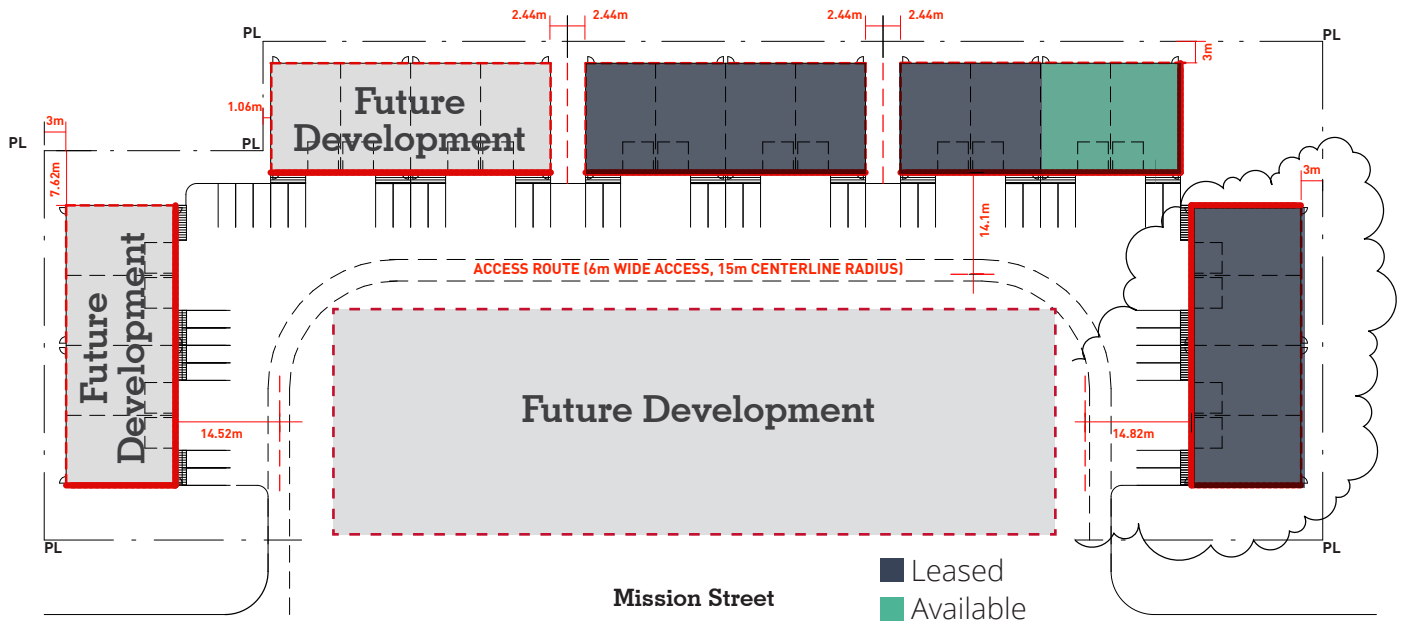 2.44m 2.44m 2.44m 2.44m
PL PL
3m
Future
Development
1.06m
3m
PL PL
7.62m
3m
14.1m
ACCESS ROUTE (6m WIDE ACCESS, 15m CENTERLINE RADIUS)
Future
Development
Future Development
14.52m 14.82m
PL PL
Leased
Mission Street
Available